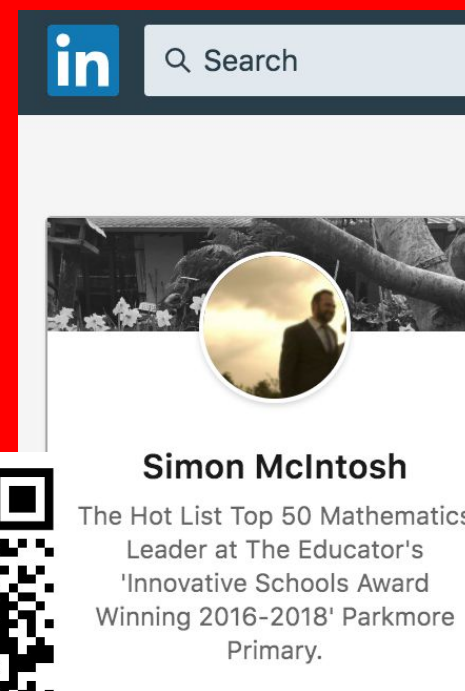 in Search
Simon McIntosh
The Hot List Top 50 Mathematics
Leader at The Educator's
'Innovative Schools Award
Winning 2016-2018' Parkmore
Primary.